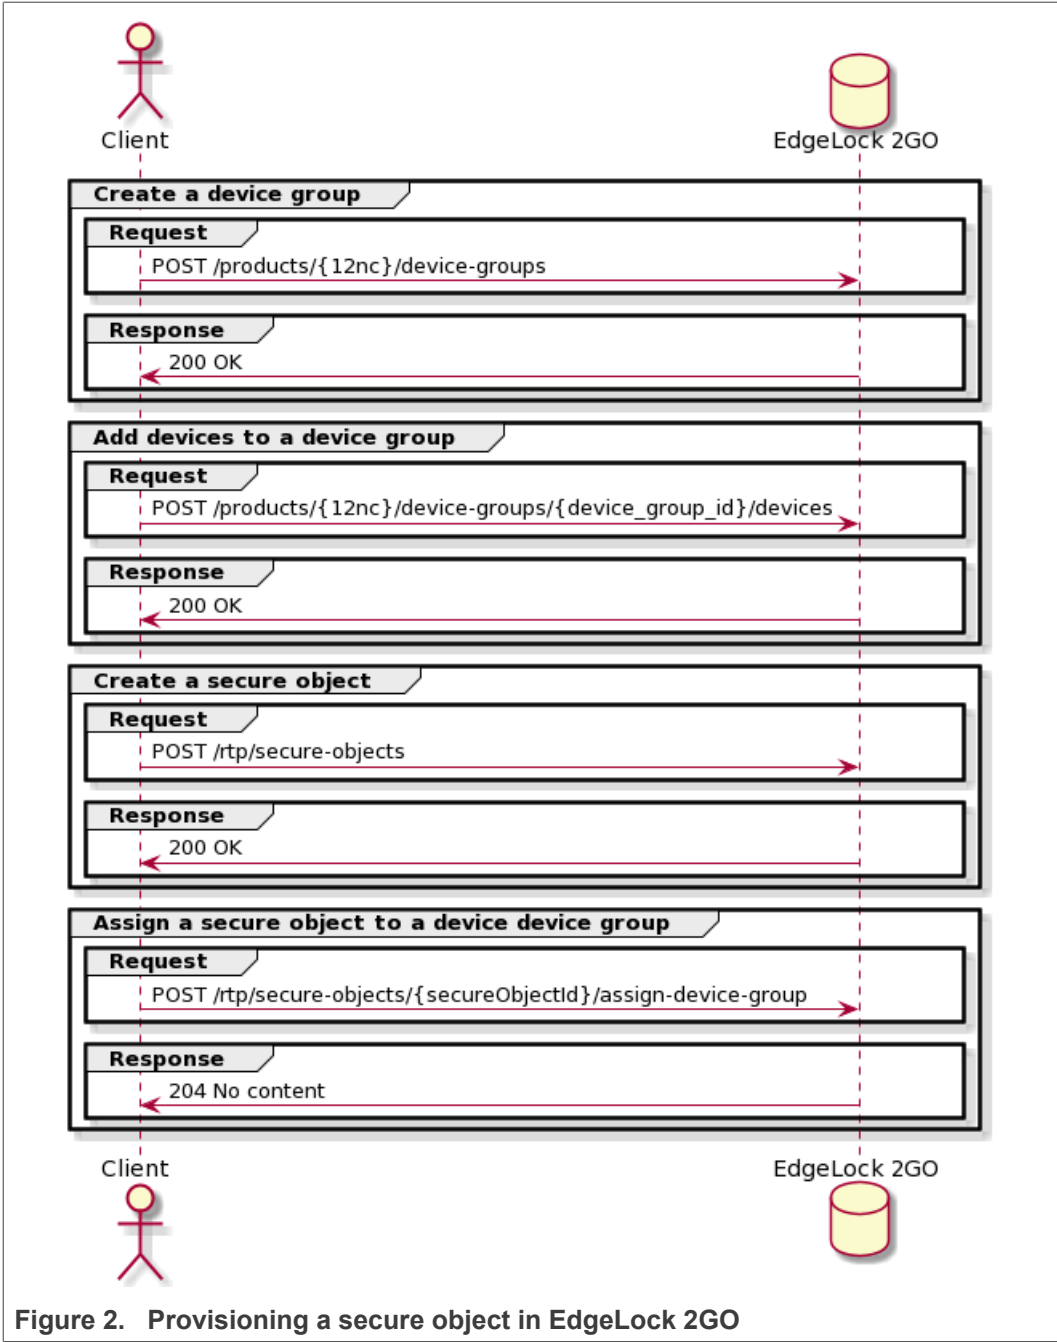 Client
EdgeLock 2GO
Create a device group
Request
POST /products/{12nc}/device-groups
Response
200 OK
Add devices to a device group
Request
POST /products/{12nc}/device-groups/{device_group_id}/devices
Response
200 OK
Create a secure object
Request
POST /rtp/secure-objects
Response
200 OK
Assign a secure object to a device device group
Request
POST /rtp/secure-objects/{secureObjectId}/assign-device-group
Response
204 No content
Client
EdgeLock 2GO
Figure 2. Provisioning a secure object in EdgeLock 2GO